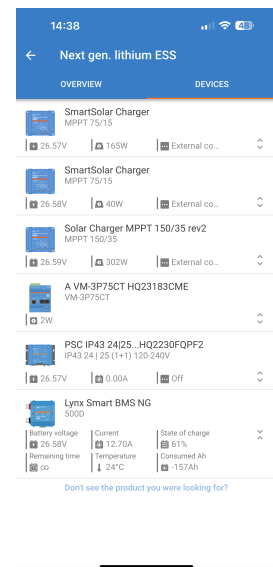 14:38
48
Next gen. lithium ESS
OVERVIEW DEVICES
SmartSolar Charger
MPPT 75/15
26.57V 165W External co...
SmartSolar Charger
MPPT 75/15
26.58V 40W External co...
Solar Charger MPPT 150/35 rev2
MPPT 150/35
26.59V 302W External co...
A VM-3P75CT HQ23183CME
VM-3P75CT
2W
PSC IP43 24|25...HQ2230FQPF2
IP43 24 | 25 (1+1) 120-240V
26.57V 0.00A Off
Lynx Smart BMS NG
500D
Battery voltage Current State of charge
26.58V 12.70A 61%
Remaining time Temperature Consumed Ah
∞ 24°C -157Ah
Don't see the product you were looking for?